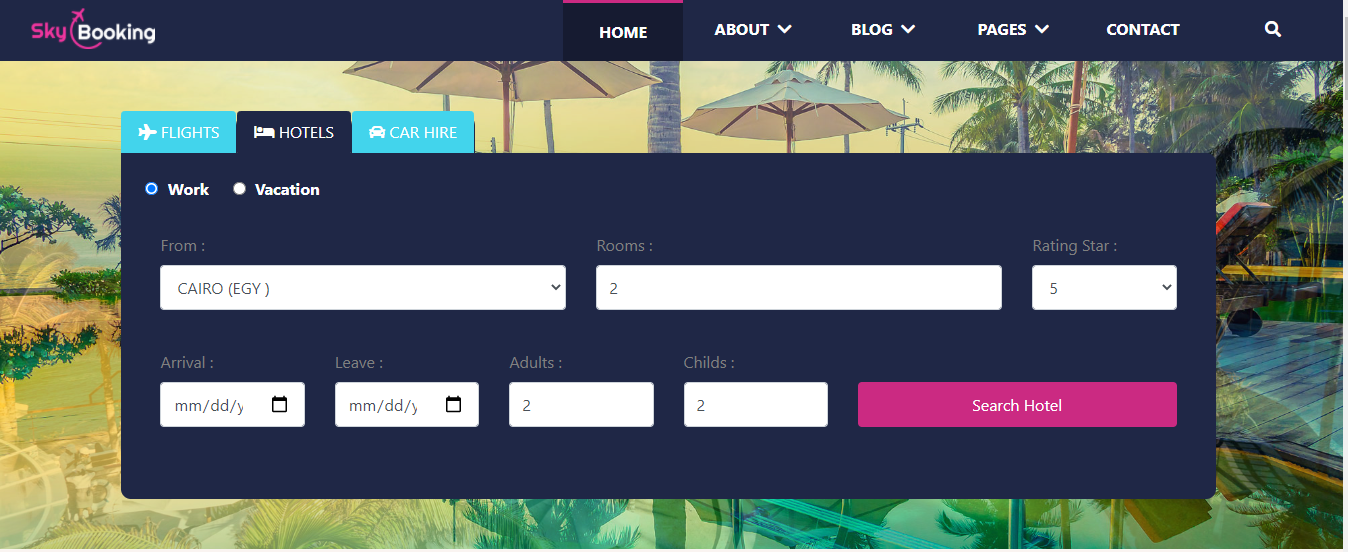 Sky Booking
HOME ABOUT BLOG PAGES CONTACT
FLIGHTS HOTELS CAR HIRE
Work Vacation
From : Rooms : Rating Star :
CAIRO (EGY ) 2 5
Arrival : Leave : Adults : Childs :
mm/dd/y mm/dd/y 2 2 Search Hotel